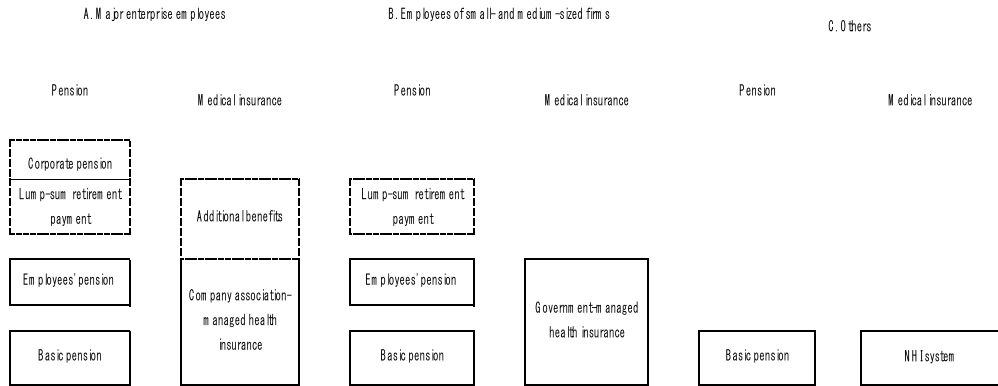 A. Major enterprise employees
B. Employees of small- and medium-sized firms
C. Others
Pension
Medical insurance
Pension
Medical insurance
Pension
Medical insurance
Corporate pension
Lump-sum retirement
payment
Additional benefits
Lump-sum retirement
payment
Employees' pension
Company association-
managed health
insurance
Employees' pension
Government-managed
health insurance
Basic pension
Basic pension
Basic pension
NHI system